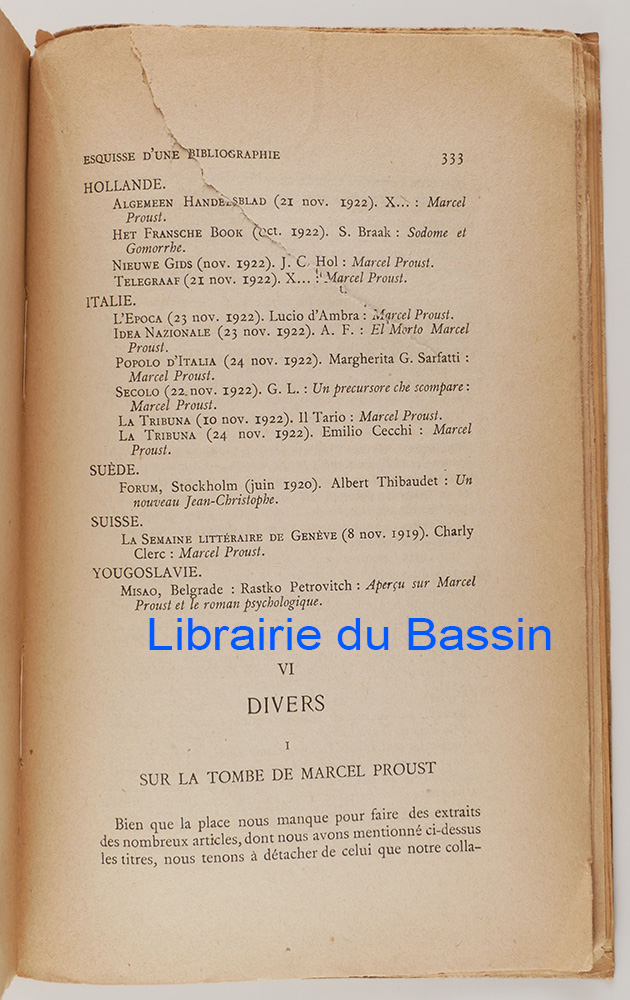 ESQUISSE D'UNE BIBLIOGRAPHIE 333
HOLLANDE.
ALGEMEEN HANDELSBLAD (21 nov. 1922). X... : Marcel
Proust.
HET FRANSCHE BOOK (oct. 1922). S. Braak : Sodome et
Gomorrhe.
NIEUWE GIDS (nov. 1922). J. C. Hol : Marcel Proust.
TELEGRAAF (21 nov. 1922). X... : Marcel Proust.
ITALIE.
L'EPOCA (23 nov. 1922). Lucio d'Ambra : Marcel Proust.
IDEA NAZIONALE (23 nov. 1922). A. F. : El Morto Marcel
Proust.
POPOLO D'ITALIA (24 nov. 1922). Margherita G. Sarfatti :
Marcel Proust.
SECOLO (22 nov. 1922). G. L. : Un precursore che scompare :
Marcel Proust.
LA TRIBUNA (10 nov. 1922). Il Tario : Marcel Proust.
LA TRIBUNA (24 nov. 1922). Emilio Cecchi : Marcel
Proust.
SUÈDE.
FORUM, Stockholm (juin 1920). Albert Thibaudet : Un
nouveau Jean-Christophe.
SUISSE.
LA SEMAINE LITTÉRAIRE DE GENÈVE (8 nov. 1919). Charly
Clerc : Marcel Proust.
YOUGOSLAVIE.
MISAO, Belgrade : Rastko Petrovitch : Aperçu sur Marcel
Proust et le roman psychologique.
Librairie du Bassin
VI
DIVERS
I
SUR LA TOMBE DE MARCEL PROUST
Bien que la place nous manque pour faire des extraits
des nombreux articles, dont nous avons mentionné ci-dessus
les titres, nous tenons à détacher de celui que notre colla-